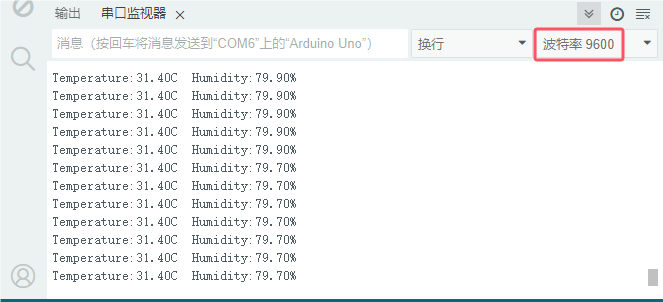 输出 串口监视器
消息（按回车将消息发送到“COM6”上的“Arduino Uno”） 换行 波特率 9600
Temperature:31.40C  Humidity:79.90%
Temperature:31.40C  Humidity:79.90%
Temperature:31.40C  Humidity:79.90%
Temperature:31.40C  Humidity:79.90%
Temperature:31.40C  Humidity:79.90%
Temperature:31.40C  Humidity:79.70%
Temperature:31.40C  Humidity:79.70%
Temperature:31.40C  Humidity:79.70%
Temperature:31.40C  Humidity:79.70%
Temperature:31.40C  Humidity:79.70%
Temperature:31.40C  Humidity:79.70%
Temperature:31.40C  Humidity:79.70%